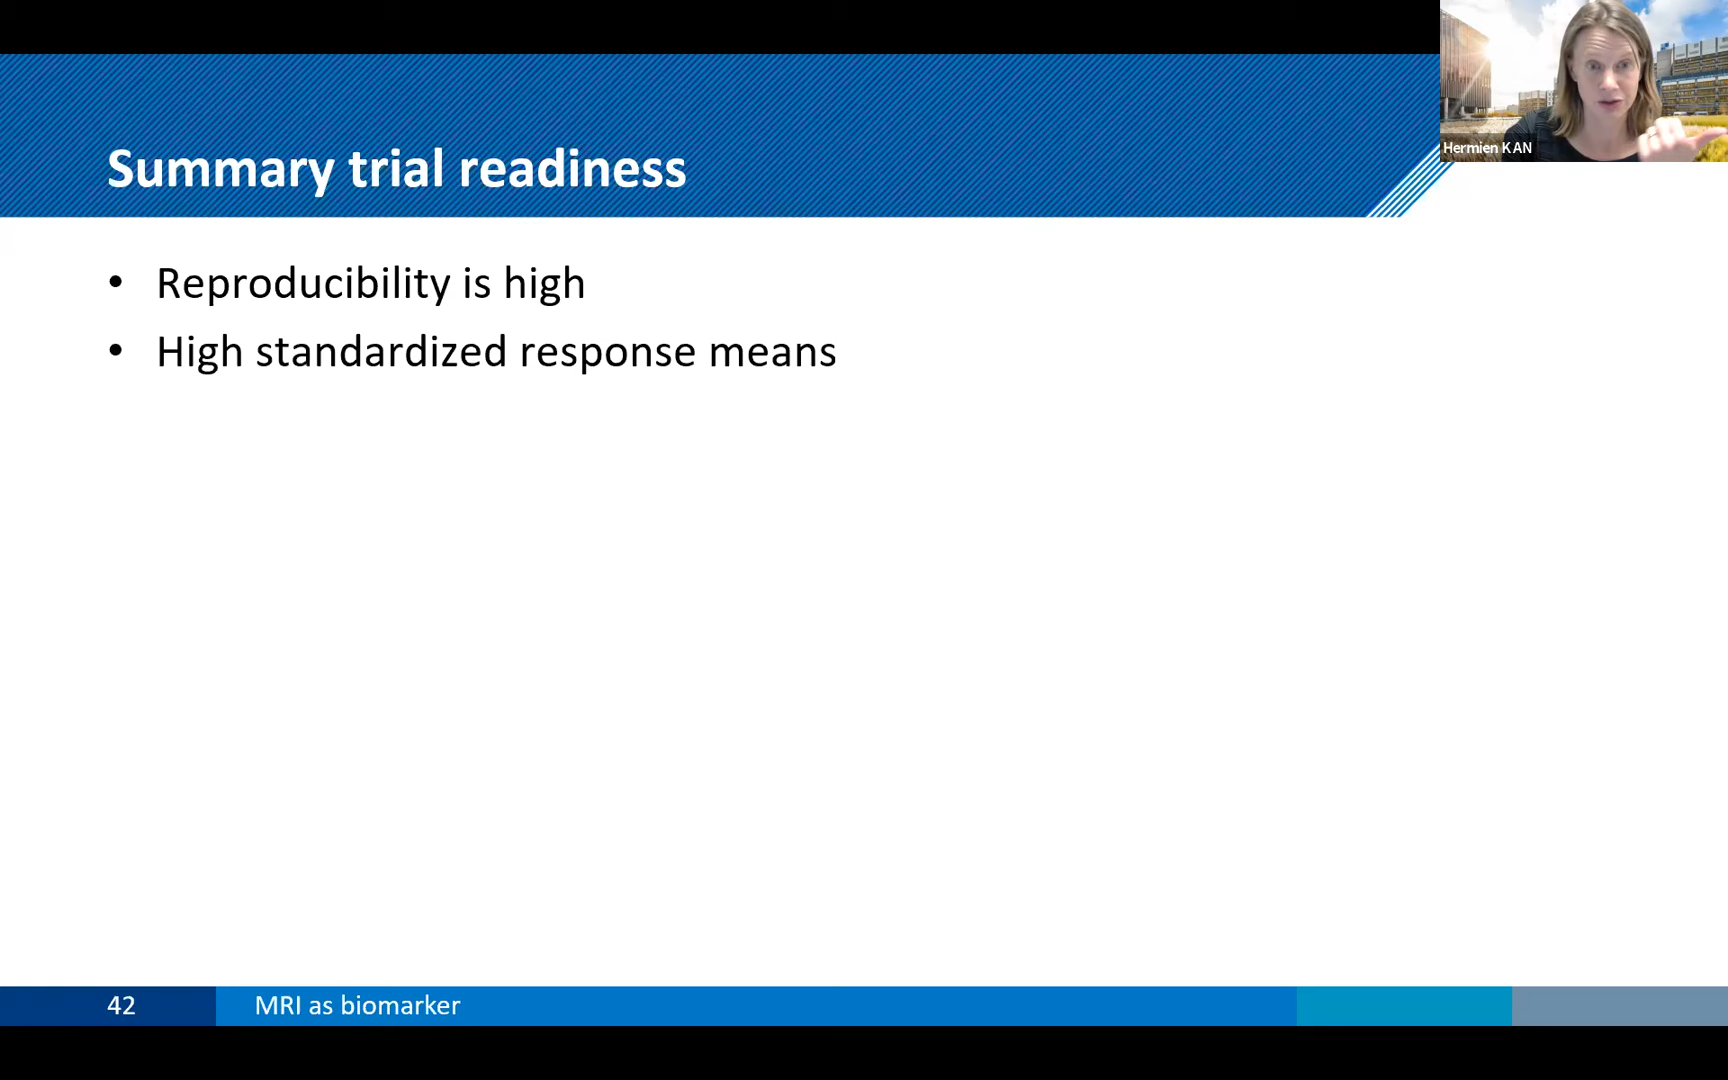 Summary trial readiness
Hermien KAN
• Reproducibility is high
• High standardized response means
42
MRI as biomarker